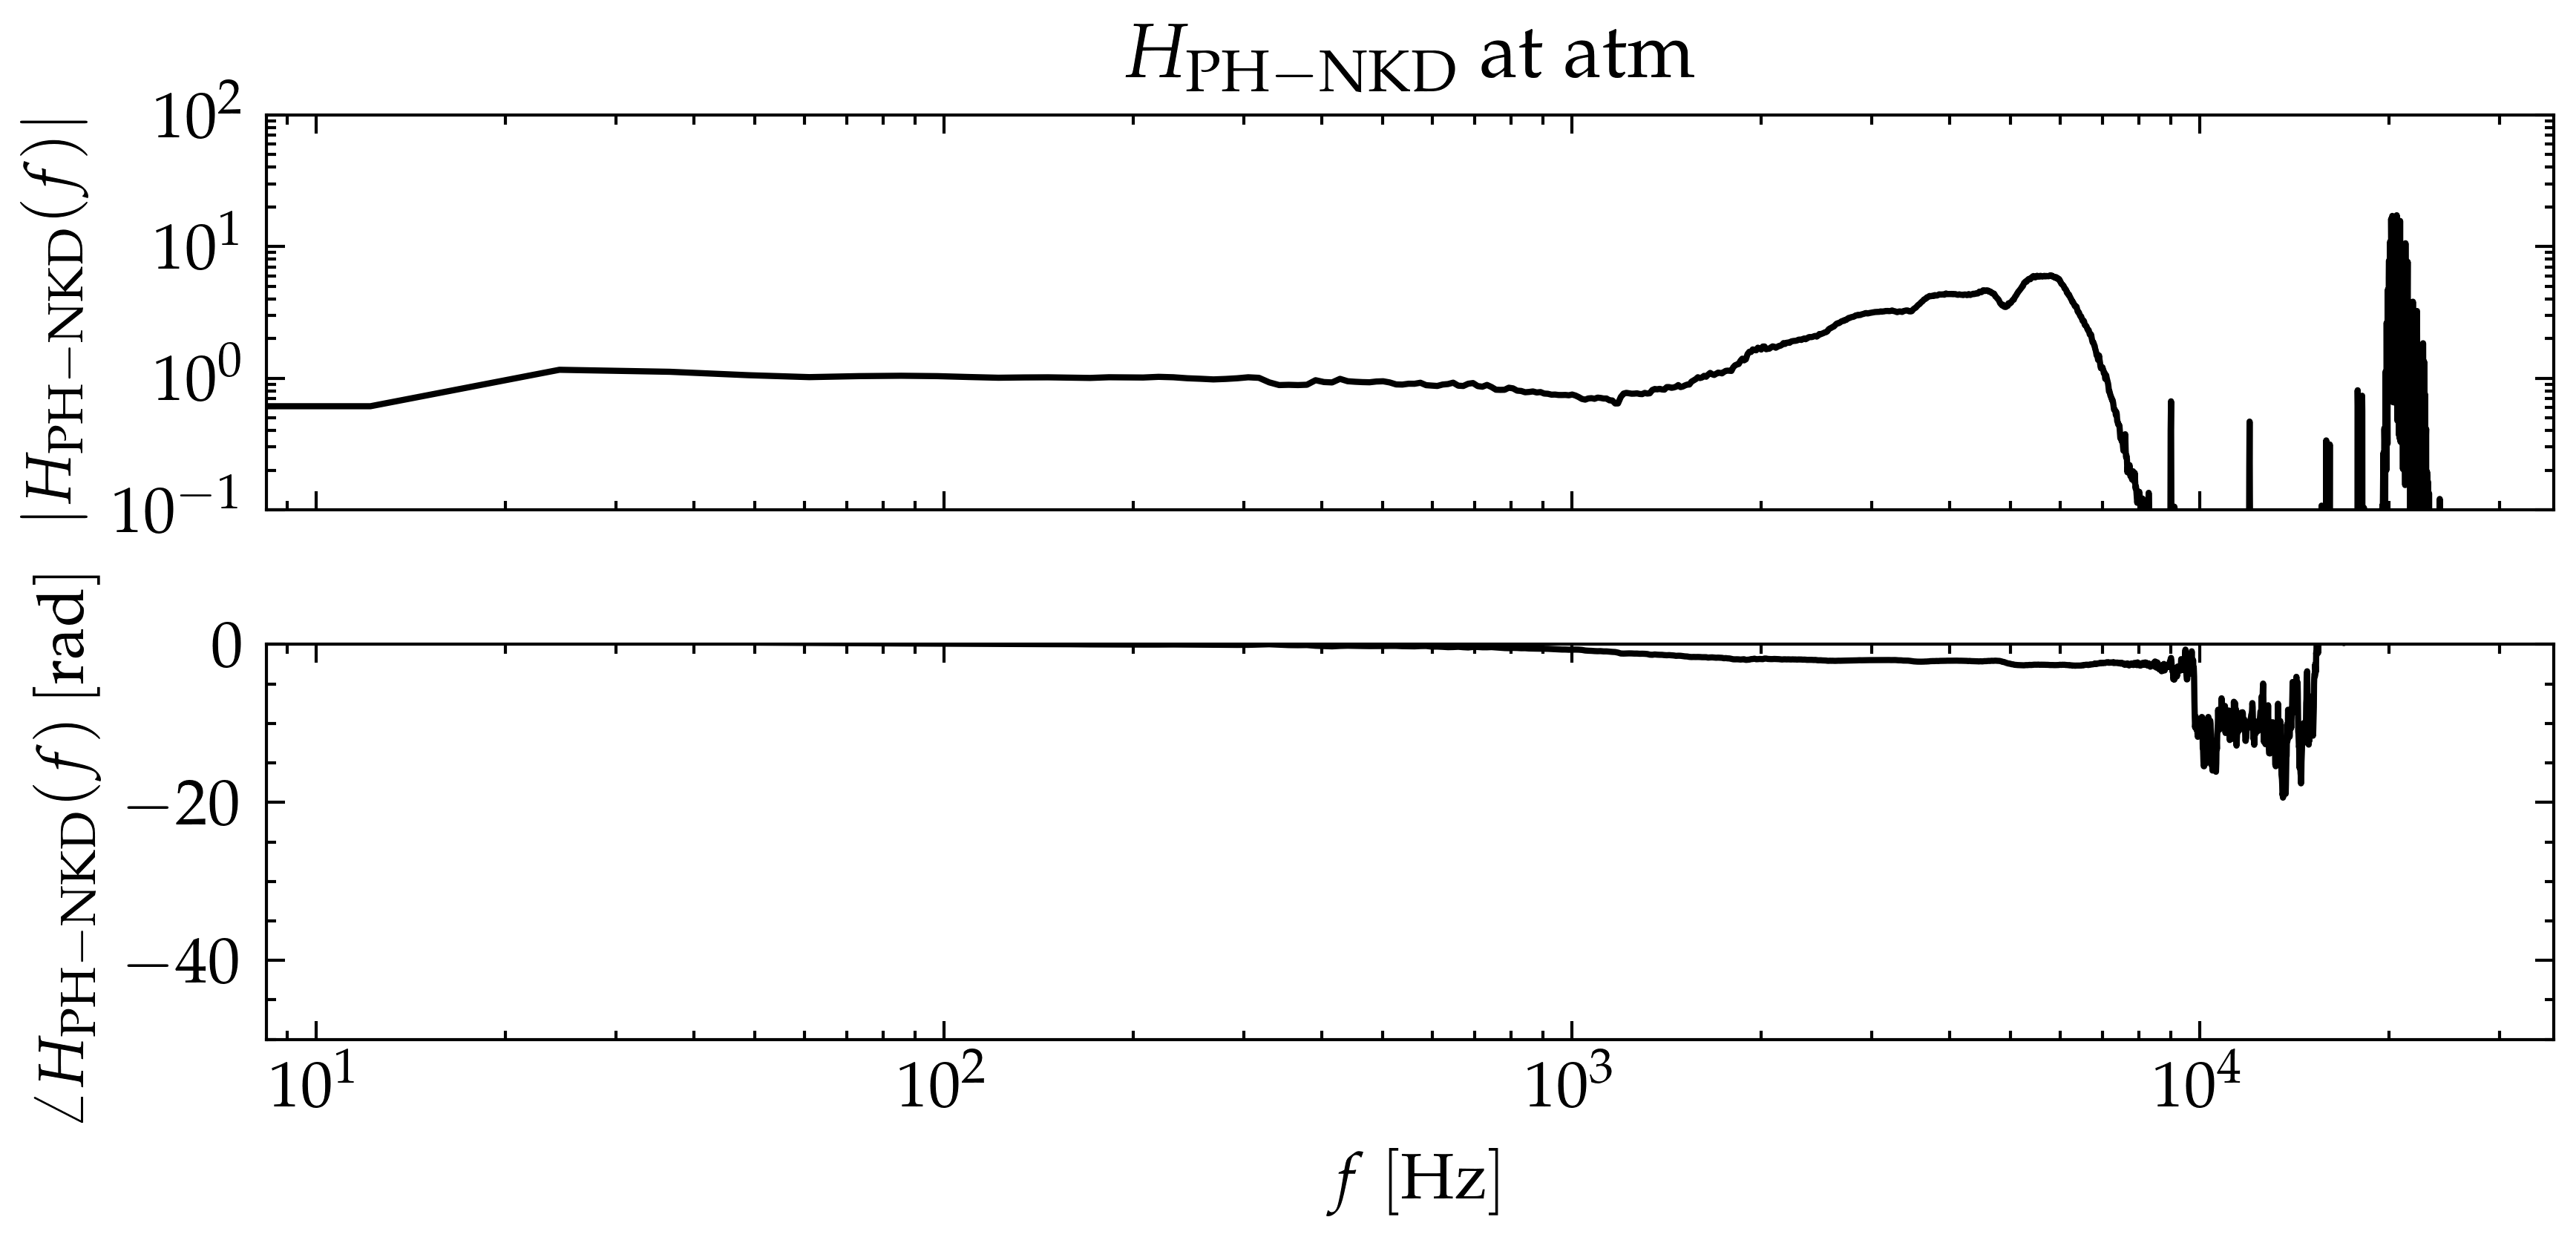 H_PH−NKD at atm
|H_PH−NKD(f)|
10^2
10^1
10^0
10^−1
∠H_PH−NKD(f) [rad]
0
−20
−40
10^1 10^2 10^3 10^4
f [Hz]